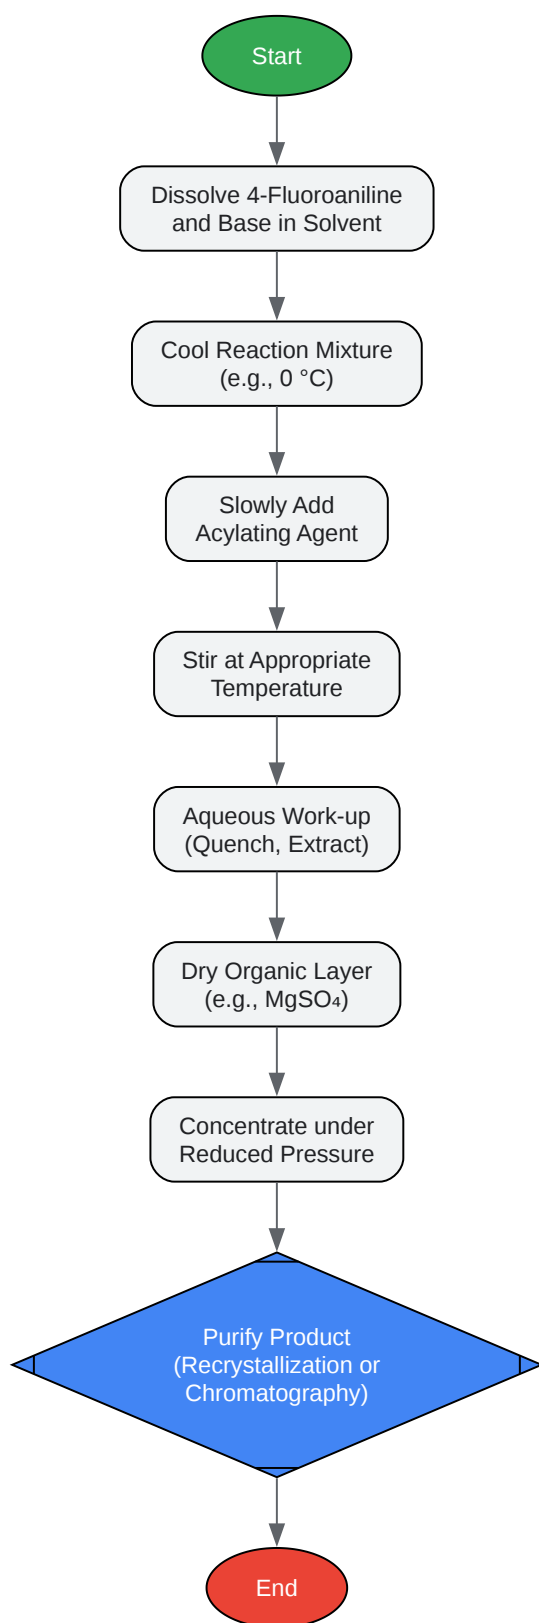 Start
Dissolve 4-Fluoroaniline
and Base in Solvent
Cool Reaction Mixture
(e.g., 0 °C)
Slowly Add
Acylating Agent
Stir at Appropriate
Temperature
Aqueous Work-up
(Quench, Extract)
Dry Organic Layer
(e.g., MgSO₄)
Concentrate under
Reduced Pressure
Purify Product
(Recrystallization or
Chromatography)
End